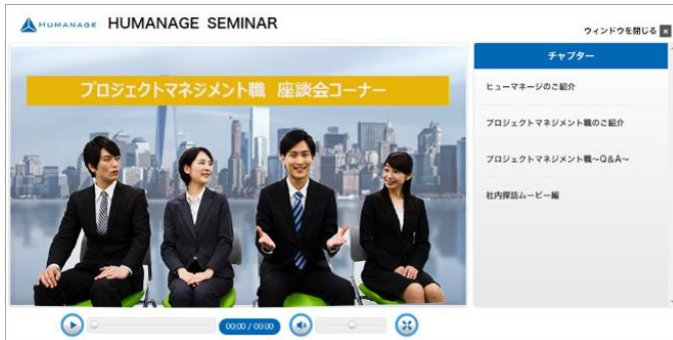 HUMANAGE HUMANAGE SEMINAR
ウィンドウを閉じる ×
プロジェクトマネジメント職 座談会コーナー
チャプター
ヒューマネージのご紹介
プロジェクトマネジメント職のご紹介
プロジェクトマネジメント職～Q&A～
社内探訪ムービー編
00:00 / 00:00